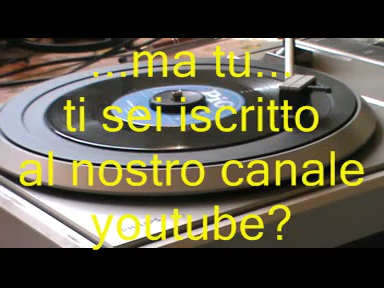 ...ma tu...
ti sei iscritto
al nostro canale
youtube?